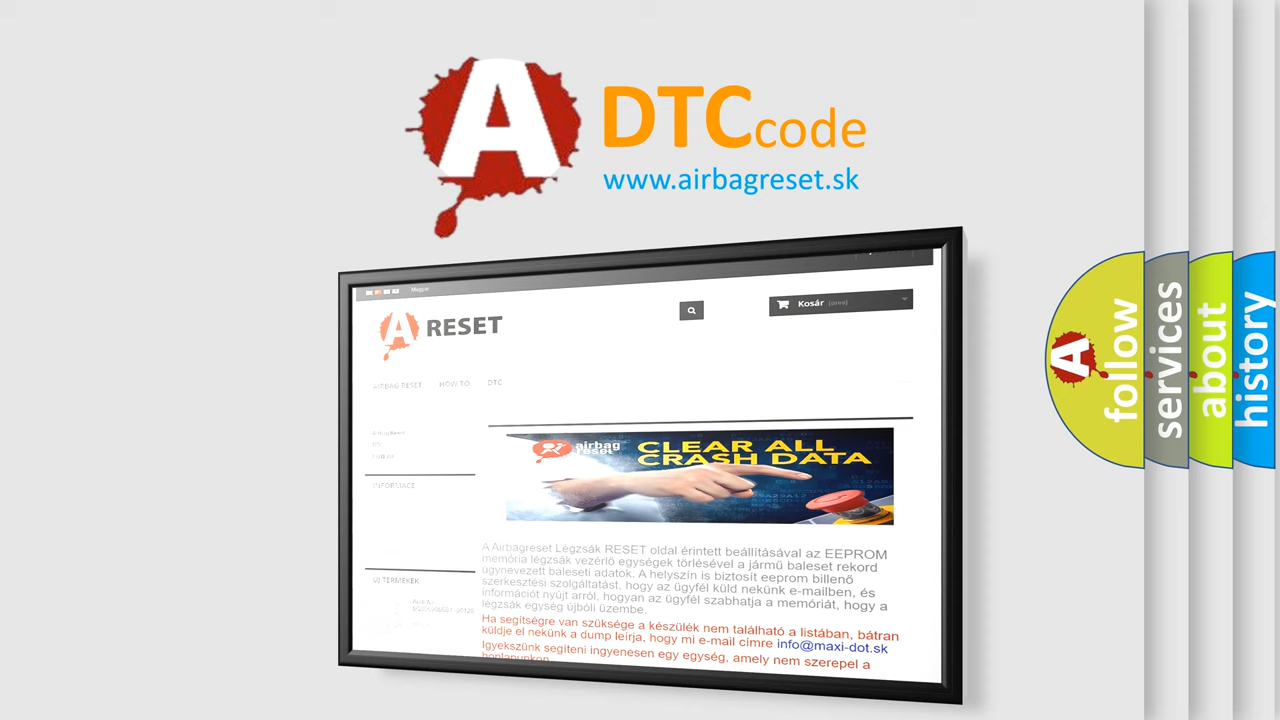 A DTC code
www.airbagreset.sk
Magyar
A RESET
Kosár (üres)
AIRBAG RESET HOW TO DTC
INFORMACE
airbag
reset
CLEAR ALL
CRASH DATA
A Airbagreset Légzsák RESET oldal érintett beállításával az EEPROM
memória légzsák vezérlő egységek törlésével a jármű baleset rekord
úgynevezett baleseti adatok. A helyszín is biztosít eeprom billenő
szerkesztési szolgáltatást, hogy az ügyfél küld nekünk e-mailben, és
információt nyújt arról, hogyan az ügyfél szabhatja a memóriát, hogy a
légzsák egység újbóli üzembe.
Ha segítségre van szüksége a készülék nem található a listában, bátran
küldje el nekünk a dump leírja, hogy mi e-mail címre info@maxi-dot.sk
Igyekszünk segíteni ingyenesen egy egység, amely nem szerepel a
honlapunkon
ÚJ TERMÉKEK
A
follow
services
about
history